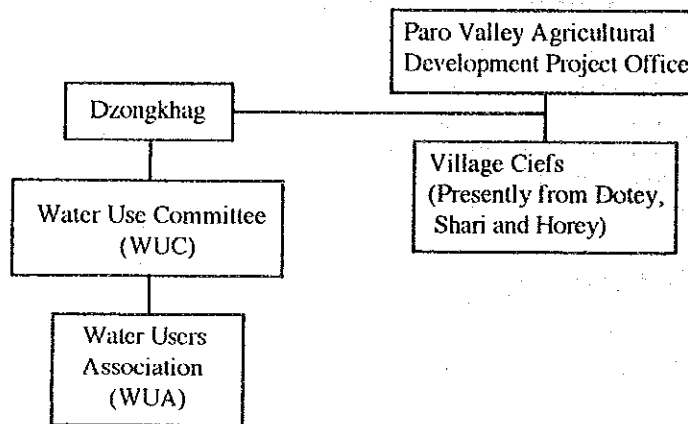 Paro Valley Agricultural
Development Project Office
Dzongkhag
Village Ciefs
(Presently from Dotey,
Shari and Horey)
Water Use Committee
(WUC)
Water Users
Association
(WUA)